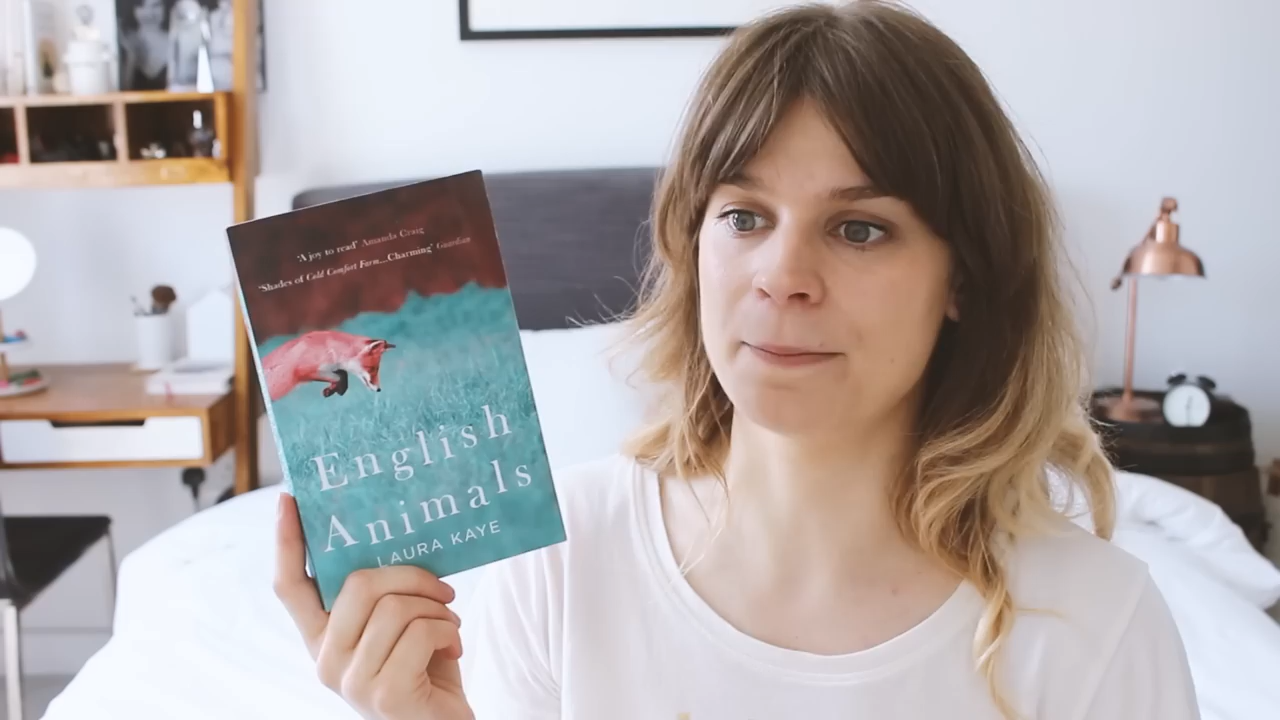 'A joy to read' Amanda Craig
'Shades of Cold Comfort Farm...Charming' Guardian
English
Animals
LAURA KAYE